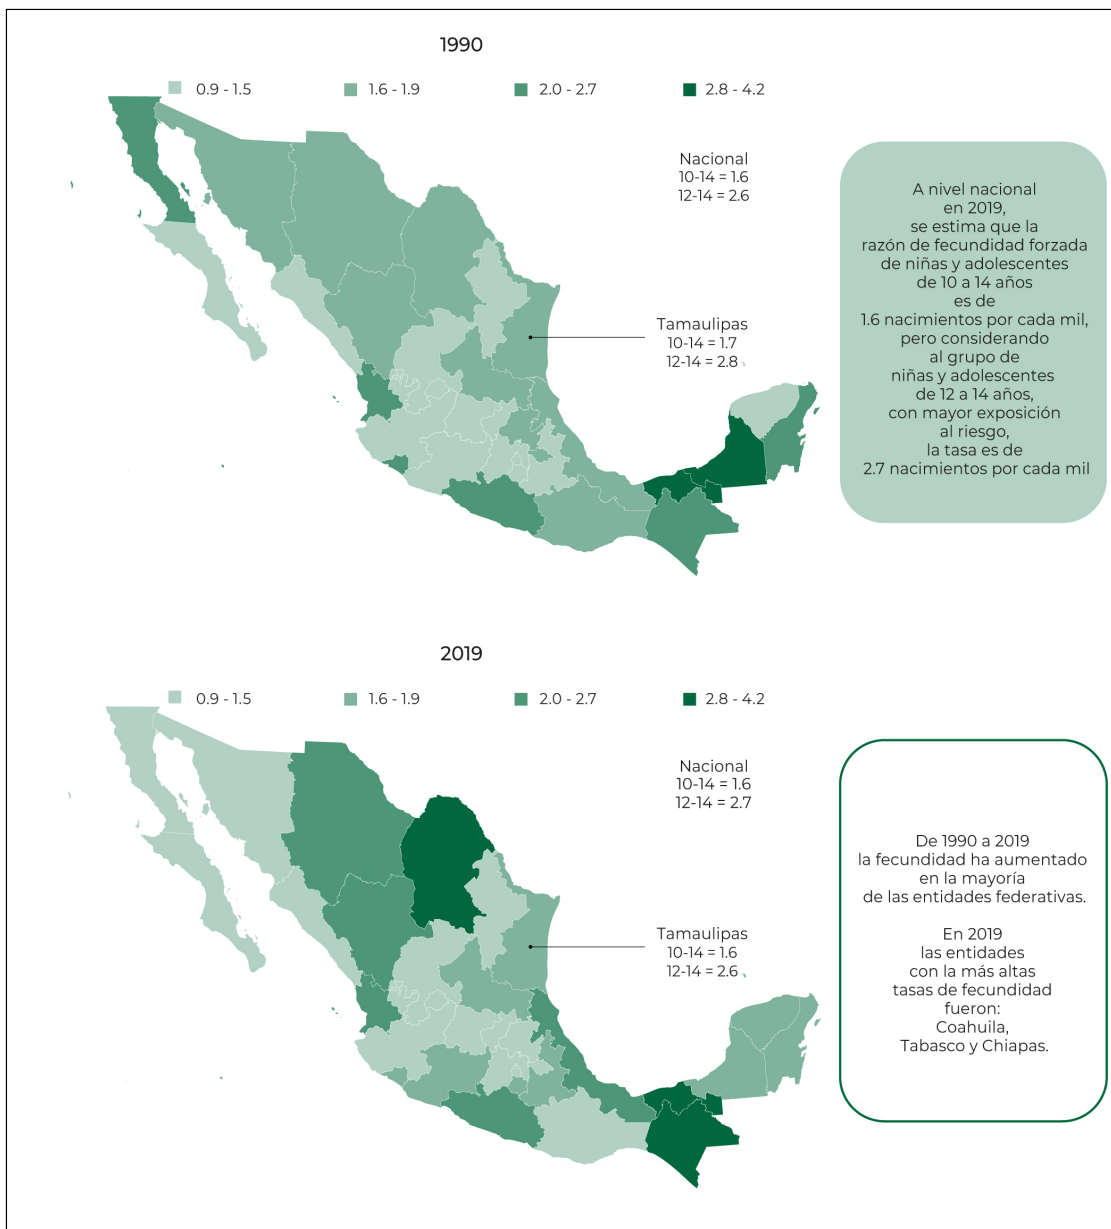 1990
0.9 - 1.5
1.6 - 1.9
2.0 - 2.7
2.8 - 4.2
Nacional
10-14 = 1.6
12-14 = 2.6
Tamaulipas
10-14 = 1.7
12-14 = 2.8
A nivel nacional
en 2019,
se estima que la
razón de fecundidad forzada
de niñas y adolescentes
de 10 a 14 años
es de
1.6 nacimientos por cada mil,
pero considerando
al grupo de
niñas y adolescentes
de 12 a 14 años,
con mayor exposición
al riesgo,
la tasa es de
2.7 nacimientos por cada mil
2019
0.9 - 1.5
1.6 - 1.9
2.0 - 2.7
2.8 - 4.2
Nacional
10-14 = 1.6
12-14 = 2.7
Tamaulipas
10-14 = 1.6
12-14 = 2.6
De 1990 a 2019
la fecundidad ha aumentado
en la mayoría
de las entidades federativas.
En 2019
las entidades
con la más altas
tasas de fecundidad
fueron:
Coahuila,
Tabasco y Chiapas.